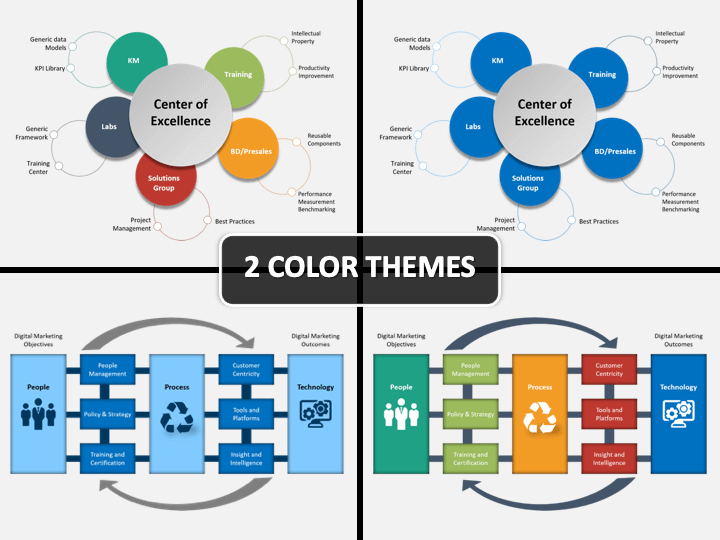 Generic data
Models
KPI Library
KM
Intellectual
Property
Training
Productivity
Improvement
Center of
Excellence
Labs
Generic
Framework
Training
Center
BD/Presales
Reusable
Components
Performance
Measurement
Benchmarking
Solutions
Group
Project
Management
Best Practices
Generic data
Models
KPI Library
KM
Intellectual
Property
Training
Productivity
Improvement
Center of
Excellence
Labs
Generic
Framework
Training
Center
BD/Presales
Reusable
Components
Performance
Measurement
Benchmarking
Solutions
Group
Project
Management
Best Practices
2 COLOR THEMES
Digital Marketing
Objectives
Digital Marketing
Outcomes
People
People
Management
Policy & Strategy
Training and
Certification
Process
Customer
Centricity
Tools and
Platforms
Insight and
Intelligence
Technology
Digital Marketing
Objectives
Digital Marketing
Outcomes
People
People
Management
Policy & Strategy
Training and
Certification
Process
Customer
Centricity
Tools and
Platforms
Insight and
Intelligence
Technology